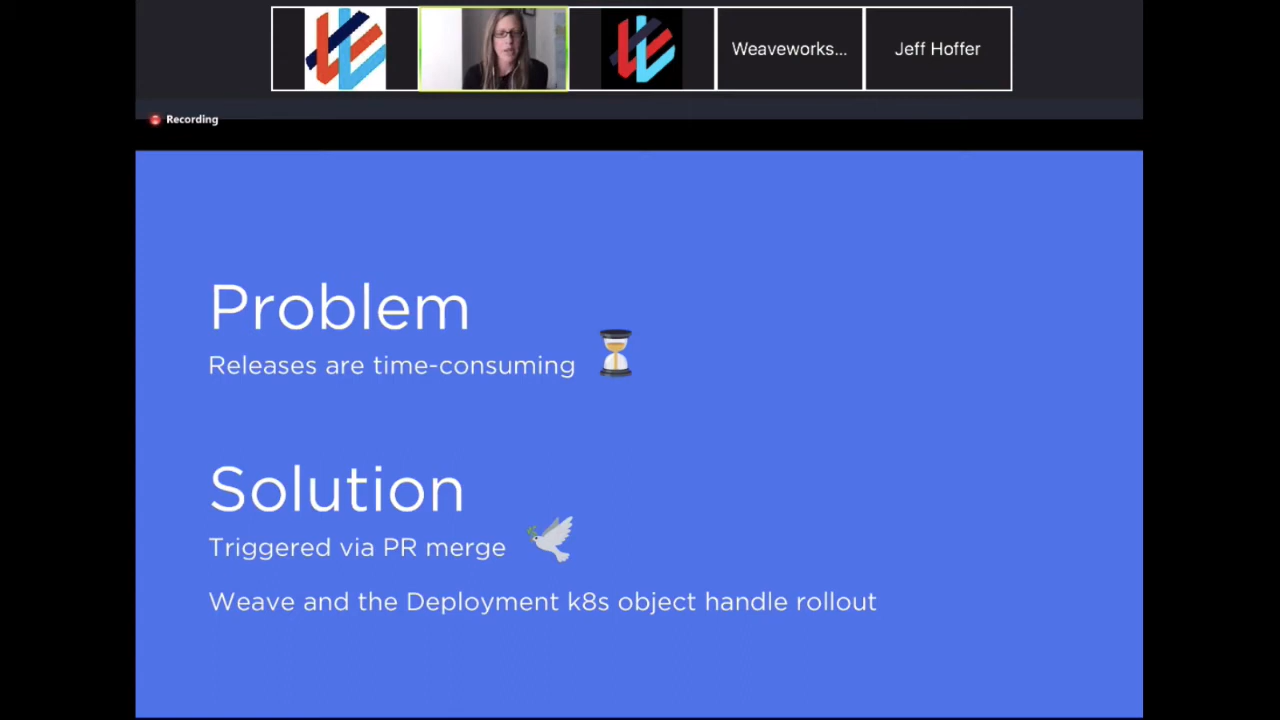 Weaveworks...
Jeff Hoffer
Recording
Problem
Releases are time-consuming
Solution
Triggered via PR merge
Weave and the Deployment k8s object handle rollout